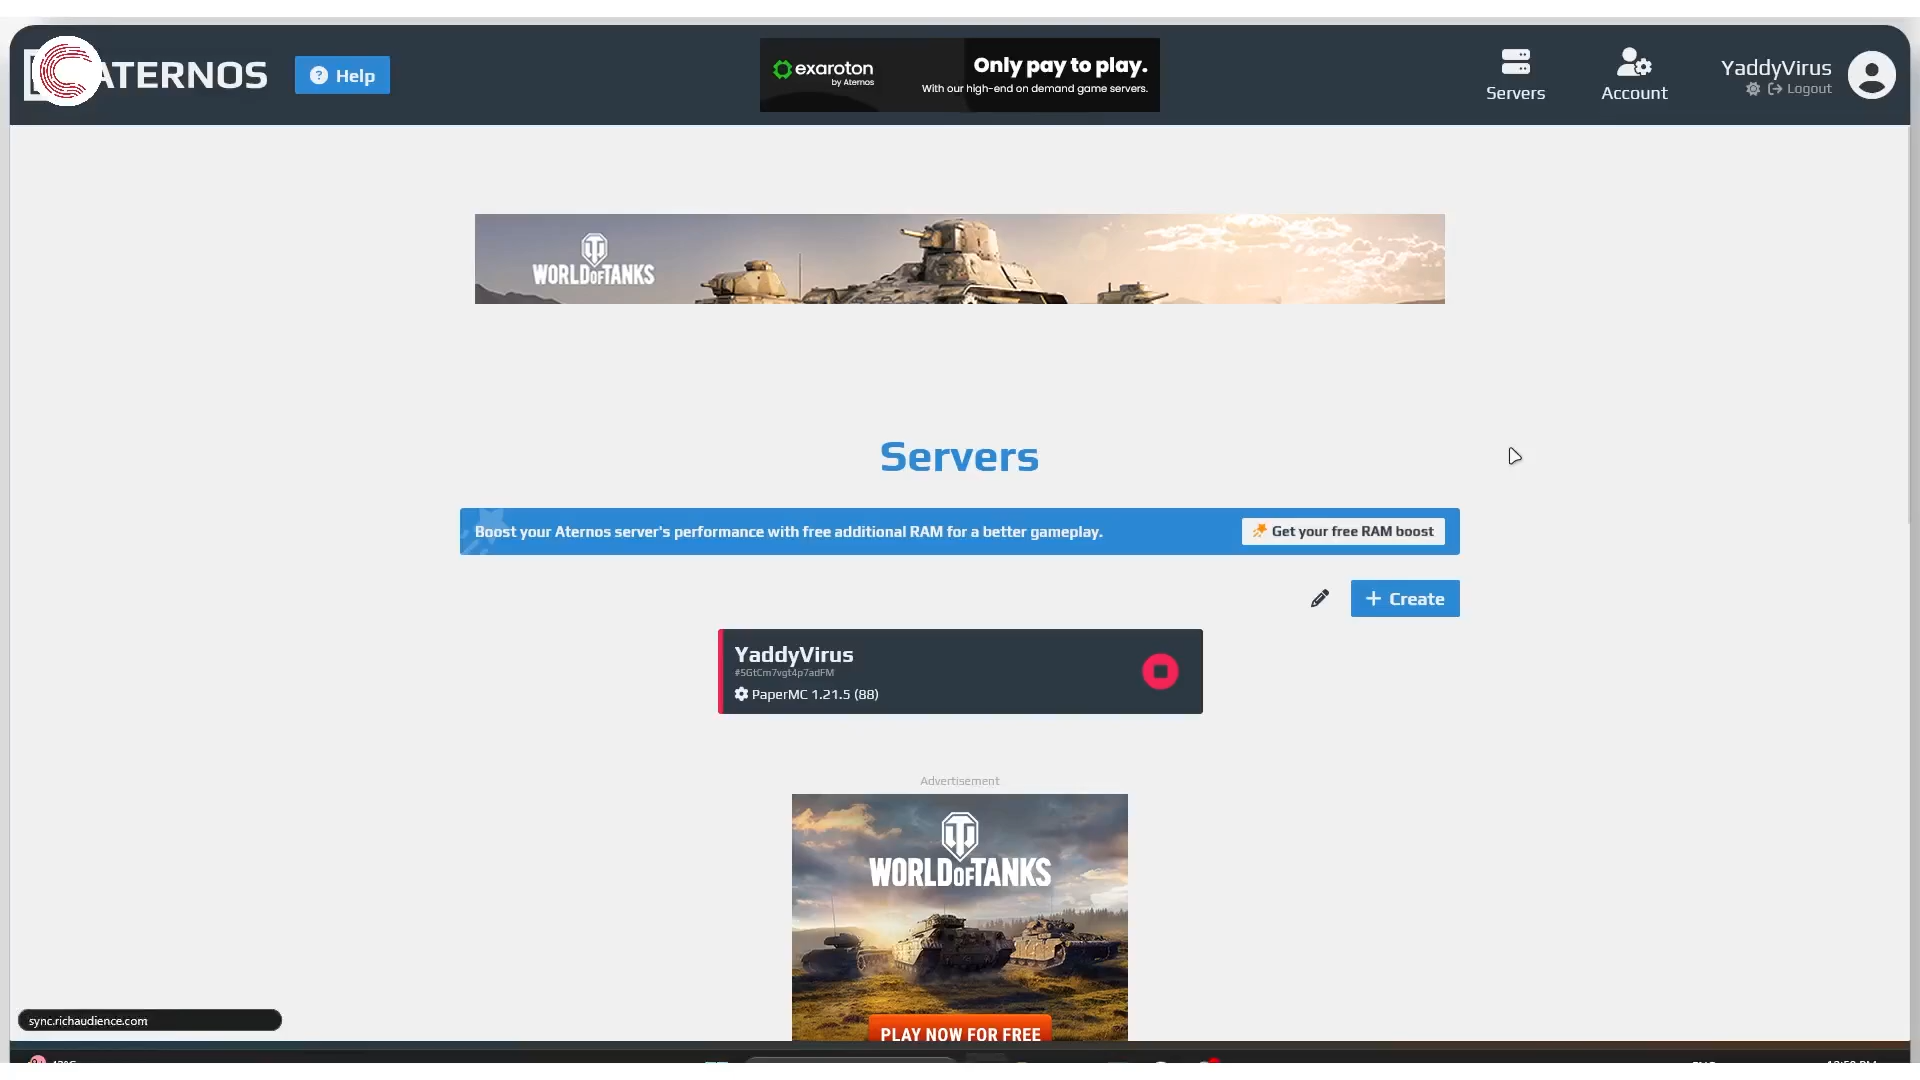 ATERNOS
Help
exaroton
by Aternos
Only pay to play.
With our high-end on demand game servers.
Servers
Account
YaddyVirus
Logout
WORLD OF TANKS
Servers
Boost your Aternos server's performance with free additional RAM for a better gameplay.
Get your free RAM boost
+ Create
YaddyVirus
#5GtCm7vgt4p7adFM
PaperMC 1.21.5 (88)
Advertisement
WORLD OF TANKS
PLAY NOW FOR FREE
sync.richaudience.com